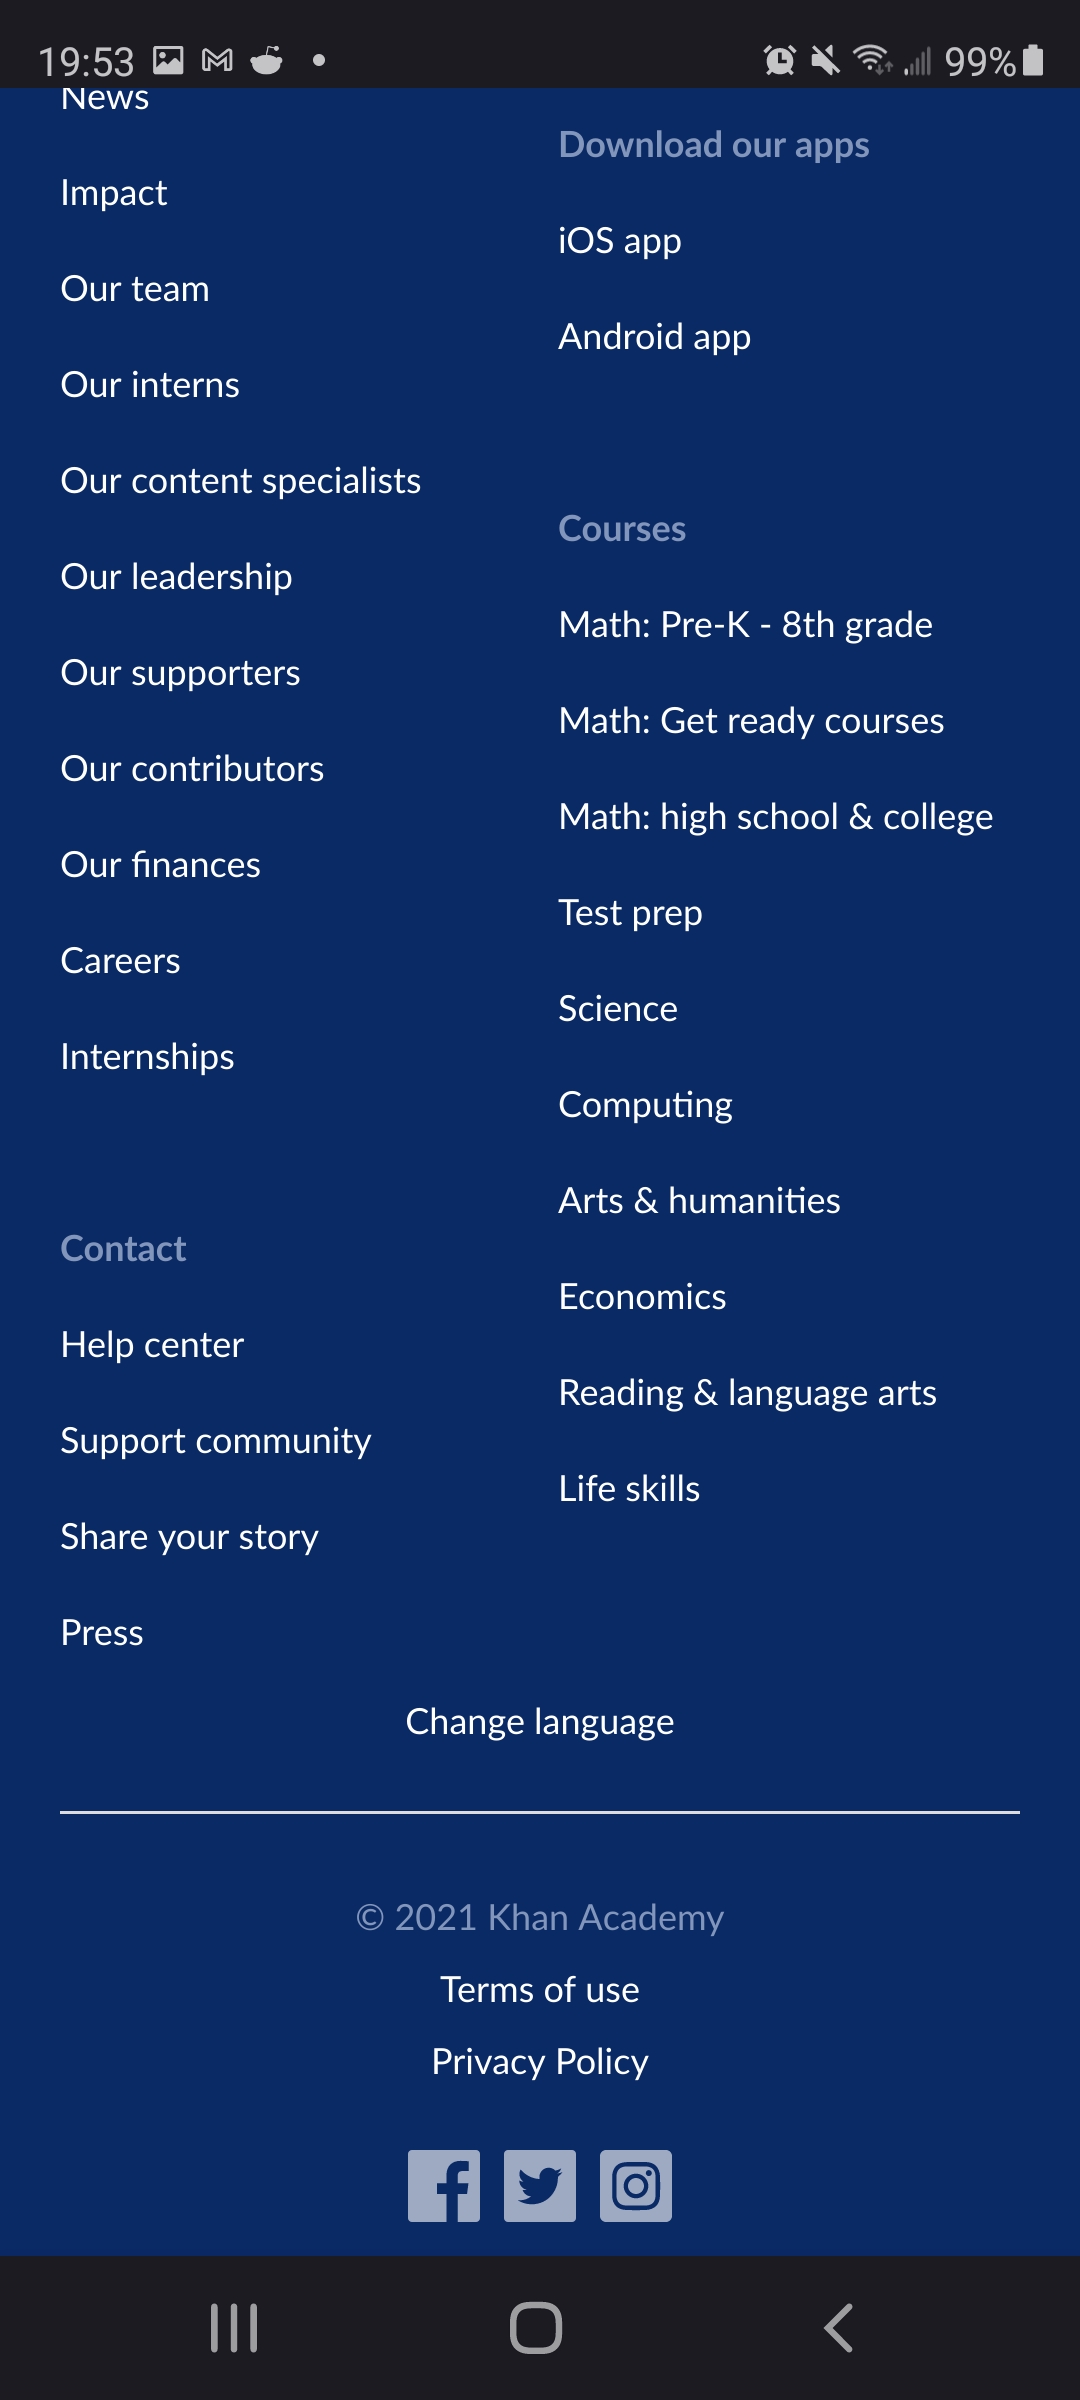 19:53
99%
News
Impact
Our team
Our interns
Our content specialists
Our leadership
Our supporters
Our contributors
Our finances
Careers
Internships
Contact
Help center
Support community
Share your story
Press
Download our apps
iOS app
Android app
Courses
Math: Pre-K - 8th grade
Math: Get ready courses
Math: high school & college
Test prep
Science
Computing
Arts & humanities
Economics
Reading & language arts
Life skills
Change language
© 2021 Khan Academy
Terms of use
Privacy Policy